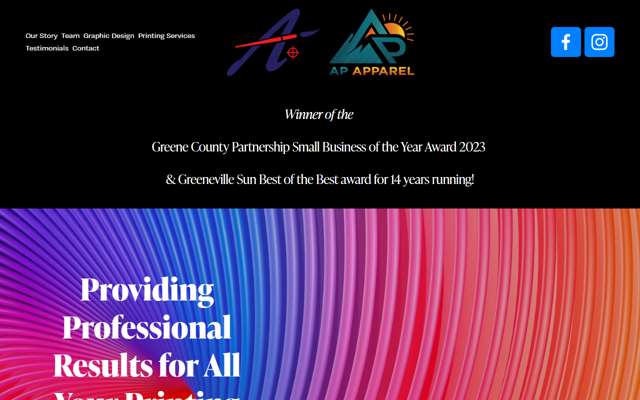 Our Story Team Graphic Design Printing Services
Testimonials Contact
AP APPAREL
Winner of the
Greene County Partnership Small Business of the Year Award 2023
& Greeneville Sun Best of the Best award for 14 years running!
Providing
Professional
Results for All
Your Printing